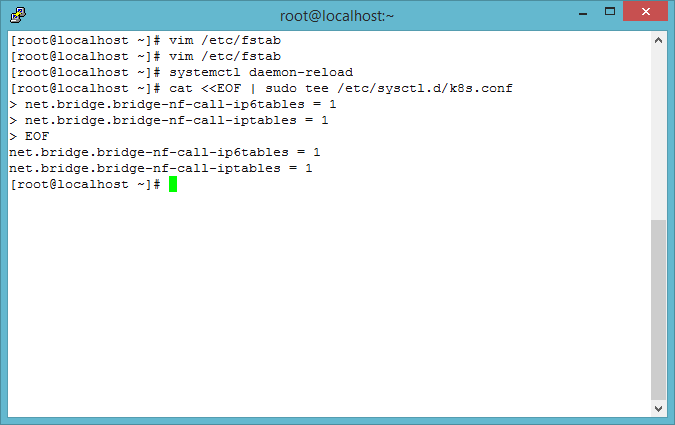 root@localhost:~
[root@localhost ~]# vim /etc/fstab
[root@localhost ~]# vim /etc/fstab
[root@localhost ~]# systemctl daemon-reload
[root@localhost ~]# cat <<EOF | sudo tee /etc/sysctl.d/k8s.conf
> net.bridge.bridge-nf-call-ip6tables = 1
> net.bridge.bridge-nf-call-iptables = 1
> EOF
net.bridge.bridge-nf-call-ip6tables = 1
net.bridge.bridge-nf-call-iptables = 1
[root@localhost ~]#